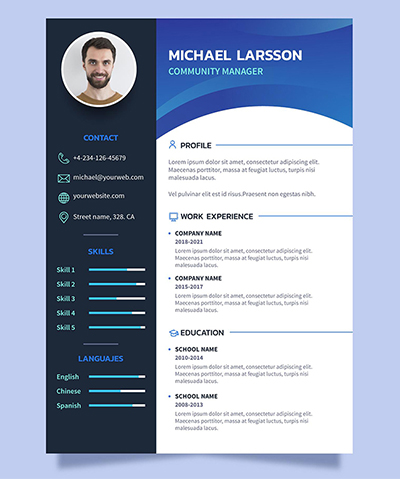 MICHAEL LARSSON
COMMUNITY MANAGER
CONTACT
+4-234-126-45679
michael@yourweb.com
yourwebsite.com
Street name, 328. CA
SKILLS
Skill 1
Skill 2
Skill 3
Skill 4
Skill 5
LANGUAJES
English
Chinese
Spanish
PROFILE
Lorem ipsum dolor sit amet, consectetur adipiscing elit.
Maecenas porttitor, massa at feugiat luctus, turpis elit
malesuada lacus.
Vel pulvinar nisl risus.Praesent non egestas nibh.
WORK EXPERIENCE
COMPANY NAME
2018-2021
Lorem ipsum dolor sit amet, consectetur adipiscing elit.
Maecenas porttitor, massa at feugiat luctus, turpis elit
malesuada lacus.
COMPANY NAME
2015-2017
Lorem ipsum dolor sit amet, consectetur adipiscing elit.
Maecenas porttitor, massa at feugiat luctus, turpis elit
malesuada lacus.
EDUCATION
SCHOOL NAME
2010-2014
Lorem ipsum dolor sit amet, consectetur adipiscing elit.
Maecenas porttitor, massa at feugiat luctus, turpis elit
malesuada lacus.
SCHOOL NAME
2008-2013
Lorem ipsum dolor sit amet, consectetur adipiscing elit.
Maecenas porttitor, massa at feugiat luctus, turpis elit
malesuada lacus.